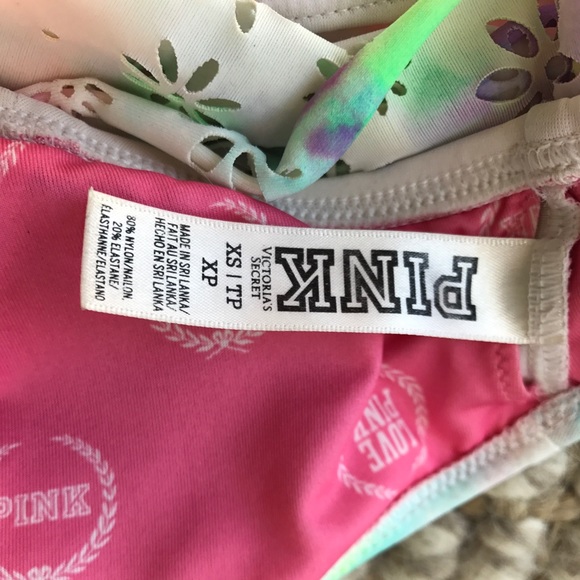 PINK
VICTORIA'S
SECRET
XS | TP
XP
MADE IN SRI LANKA/
FAIT AU SRI LANKA/
HECHO EN SRI LANKA
80% NYLON/NAILON,
20% ELASTANE/
ÉLASTHANNE/ELASTANO
LOVE
PINK
PINK